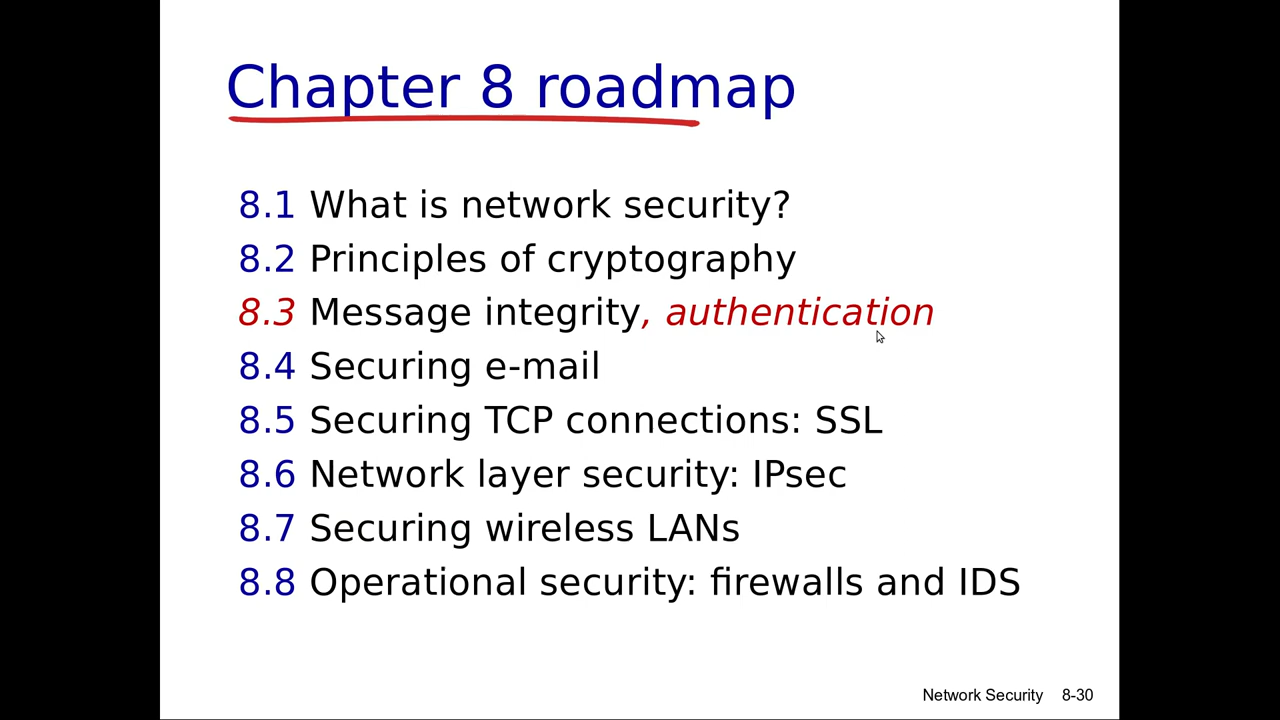 Chapter 8 roadmap
8.1 What is network security?
8.2 Principles of cryptography
8.3 Message integrity, authentication
8.4 Securing e-mail
8.5 Securing TCP connections: SSL
8.6 Network layer security: IPsec
8.7 Securing wireless LANs
8.8 Operational security: firewalls and IDS
Network Security 8-30